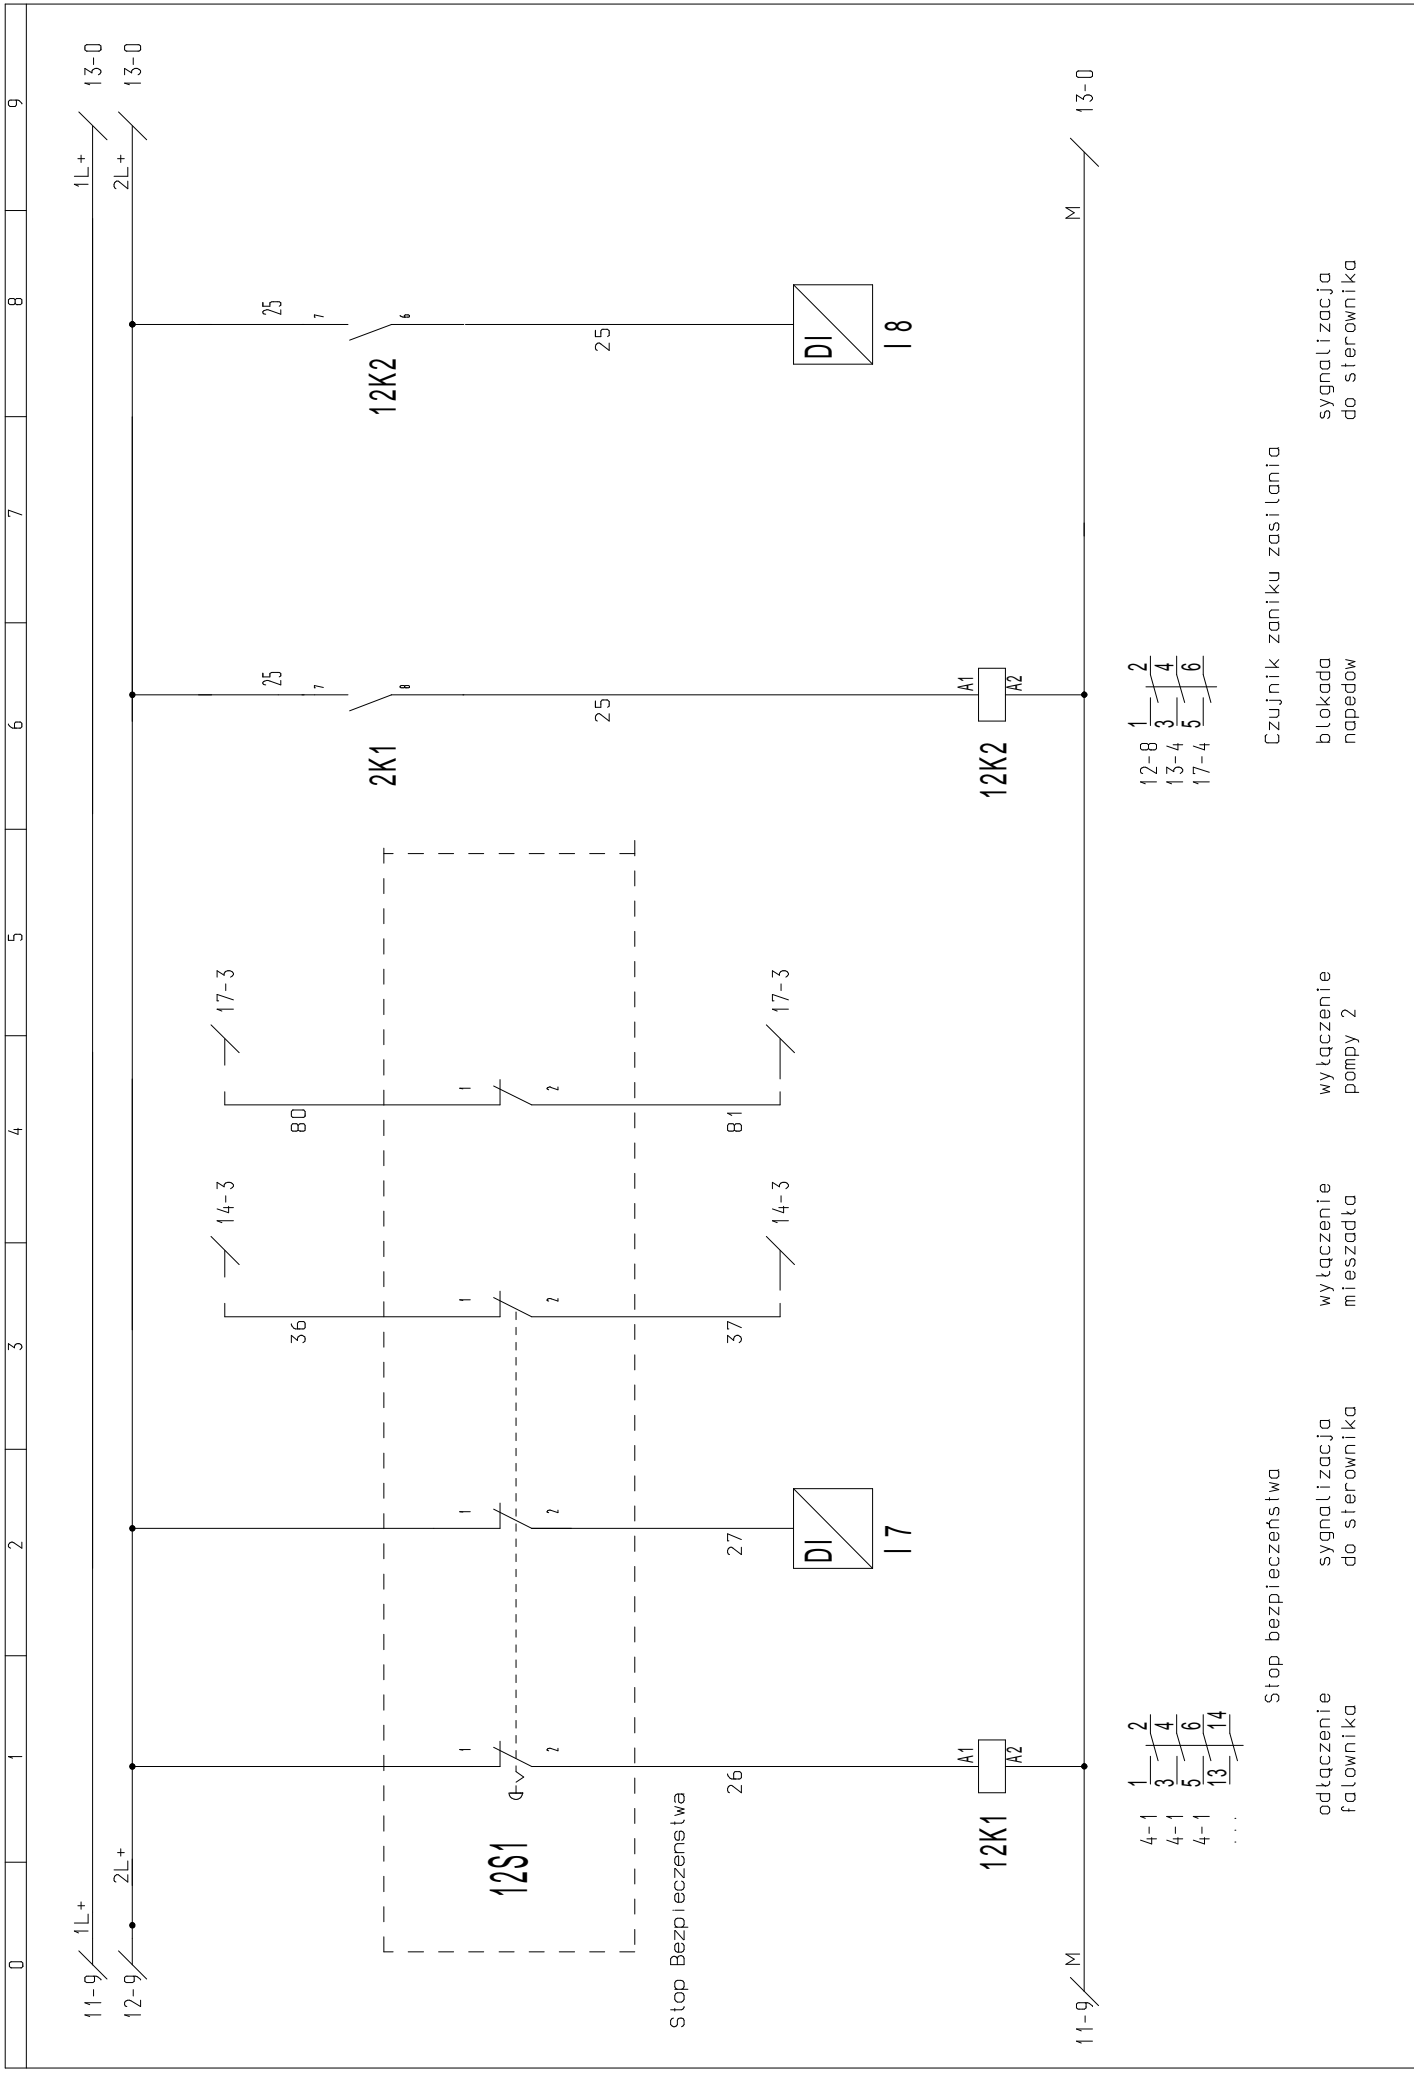 0 1 2 3 4 5 6 7 8 9
11-9 1L+ 1L+ 13-0
12-9 2L+ 2L+ 13-0
14-3 17-3
36 80 25 25
7 7
2K1 12K2
8 6
1 1 1 1
12S1
2 2 2 2
25 25
Stop Bezpieczenstwa
26 27 37 81
14-3 17-3
DI DI
I7 I8
A1 A1
12K1 12K2
A2 A2
11-9 M M 13-0
4-1 1 2 12-8 1 2
4-1 3 4 13-4 3 4
4-1 5 6 17-4 5 6
... 13 14
Stop bezpieczeństwa Czujnik zaniku zasilania
odłączenie sygnalizacja wyłączenie wyłączenie blokada sygnalizacja
falownika do sterownika mieszadła pompy 2 napedow do sterownika